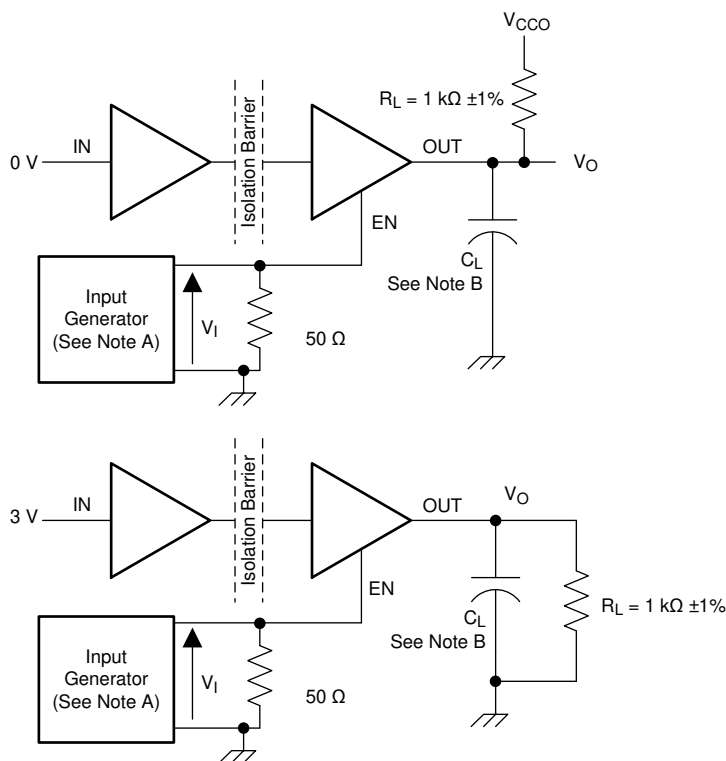 V_CCO
R_L = 1 kΩ ±1%
IN
OUT
0 V
V_O
Isolation Barrier
EN
C_L
See Note B
Input
Generator
(See Note A)
V_I
50 Ω
V_O
IN
OUT
3 V
Isolation Barrier
EN
C_L
See Note B
R_L = 1 kΩ ±1%
Input
Generator
(See Note A)
V_I
50 Ω